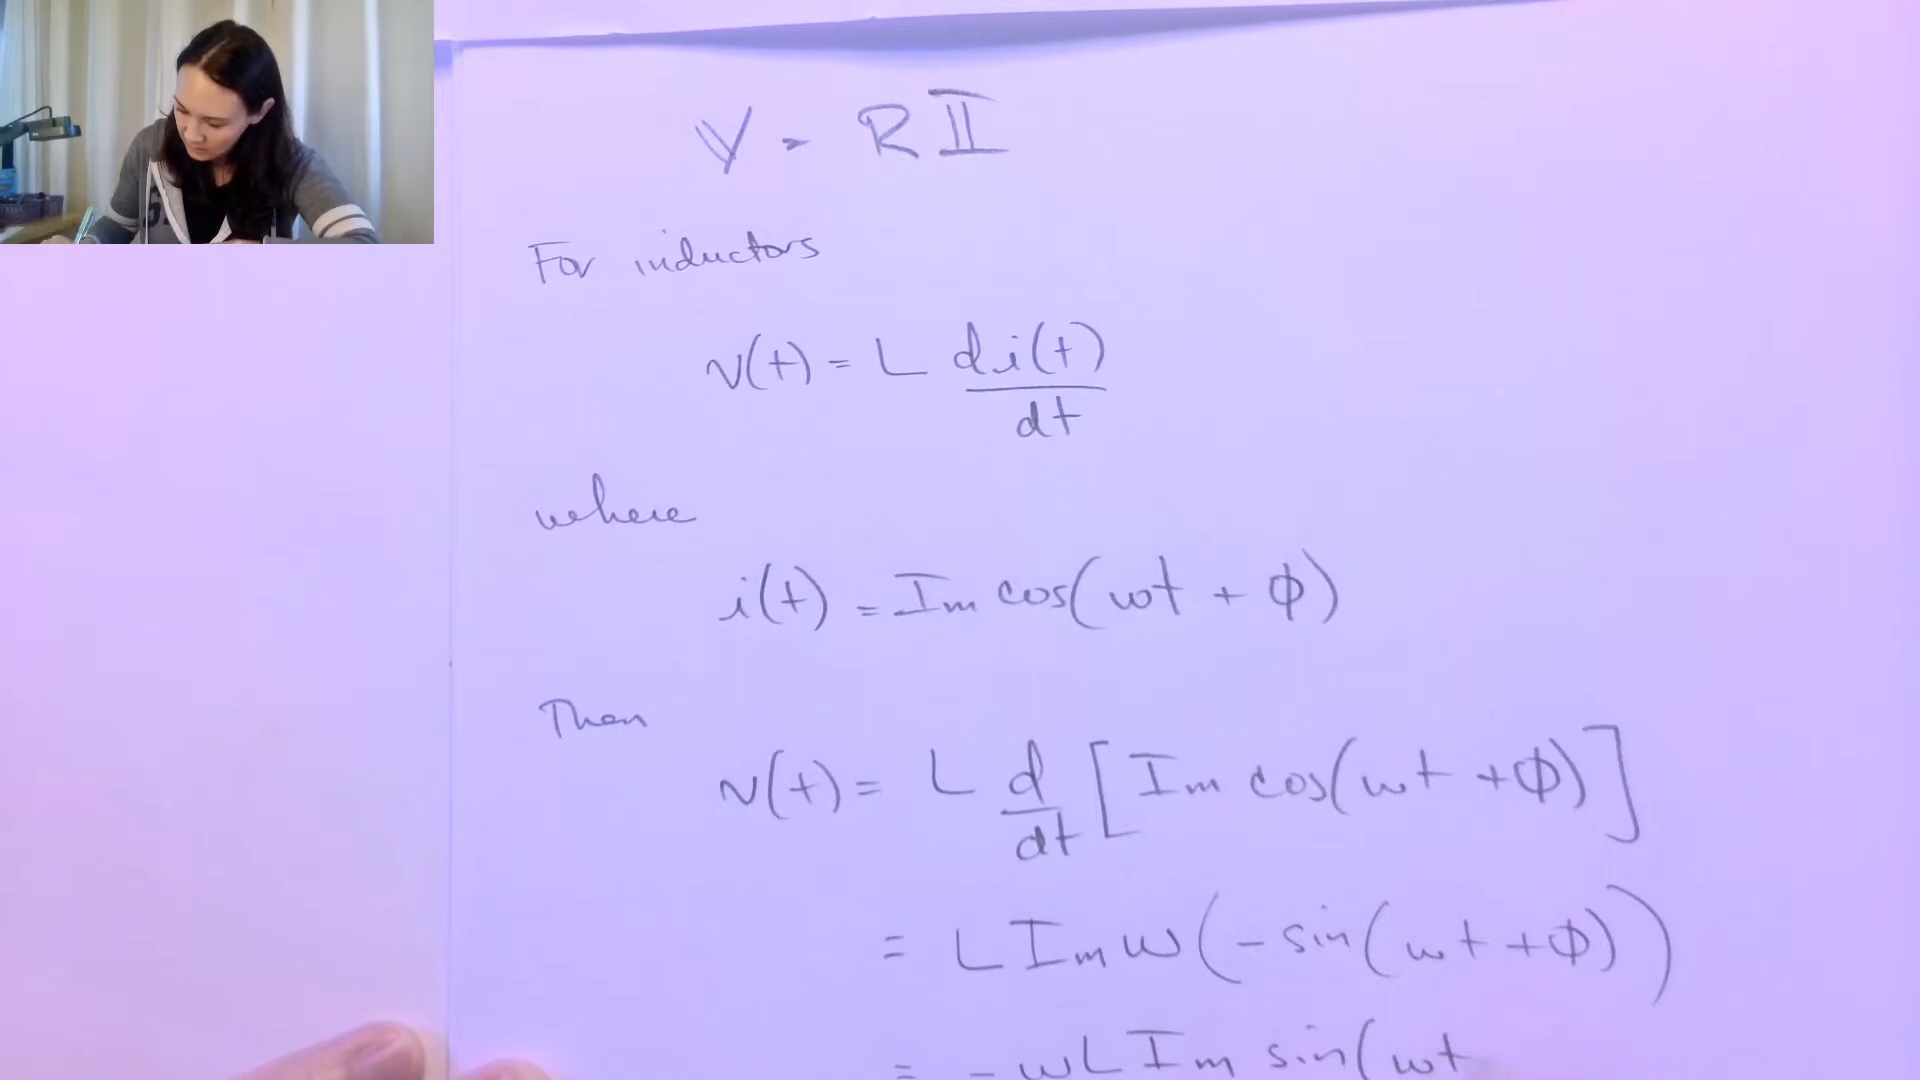 V = RI
For inductors
v(t) = L di(t)/dt
where
i(t) = Im cos(ωt + φ)
Then
v(t) = L d/dt [Im cos(ωt + φ)]
= L Im ω(- sin(ωt + φ))
= - ωL Im sin(ωt